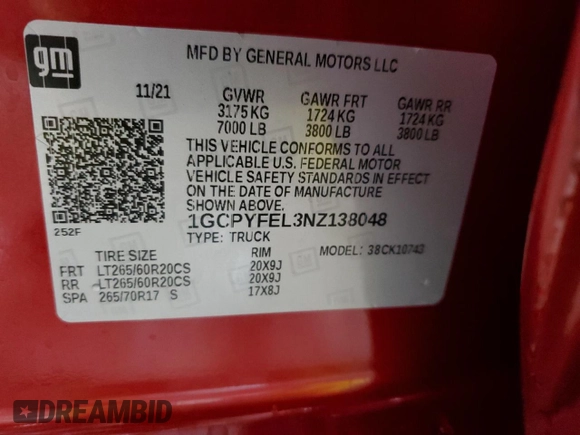 gm
MFD BY GENERAL MOTORS LLC
11/21 GVWR GAWR FRT GAWR RR
3175 KG 1724 KG 1724 KG
7000 LB 3800 LB 3800 LB
THIS VEHICLE CONFORMS TO ALL
APPLICABLE U.S. FEDERAL MOTOR
VEHICLE SAFETY STANDARDS IN EFFECT
ON THE DATE OF MANUFACTURE
SHOWN ABOVE.
252F
1GCPYFEL3NZ138048
TYPE: TRUCK MODEL: 38CK10743
TIRE SIZE RIM
FRT LT265/60R20CS 20X9J
RR LT265/60R20CS 20X9J
SPA 265/70R17 S 17X8J
DREAMBID